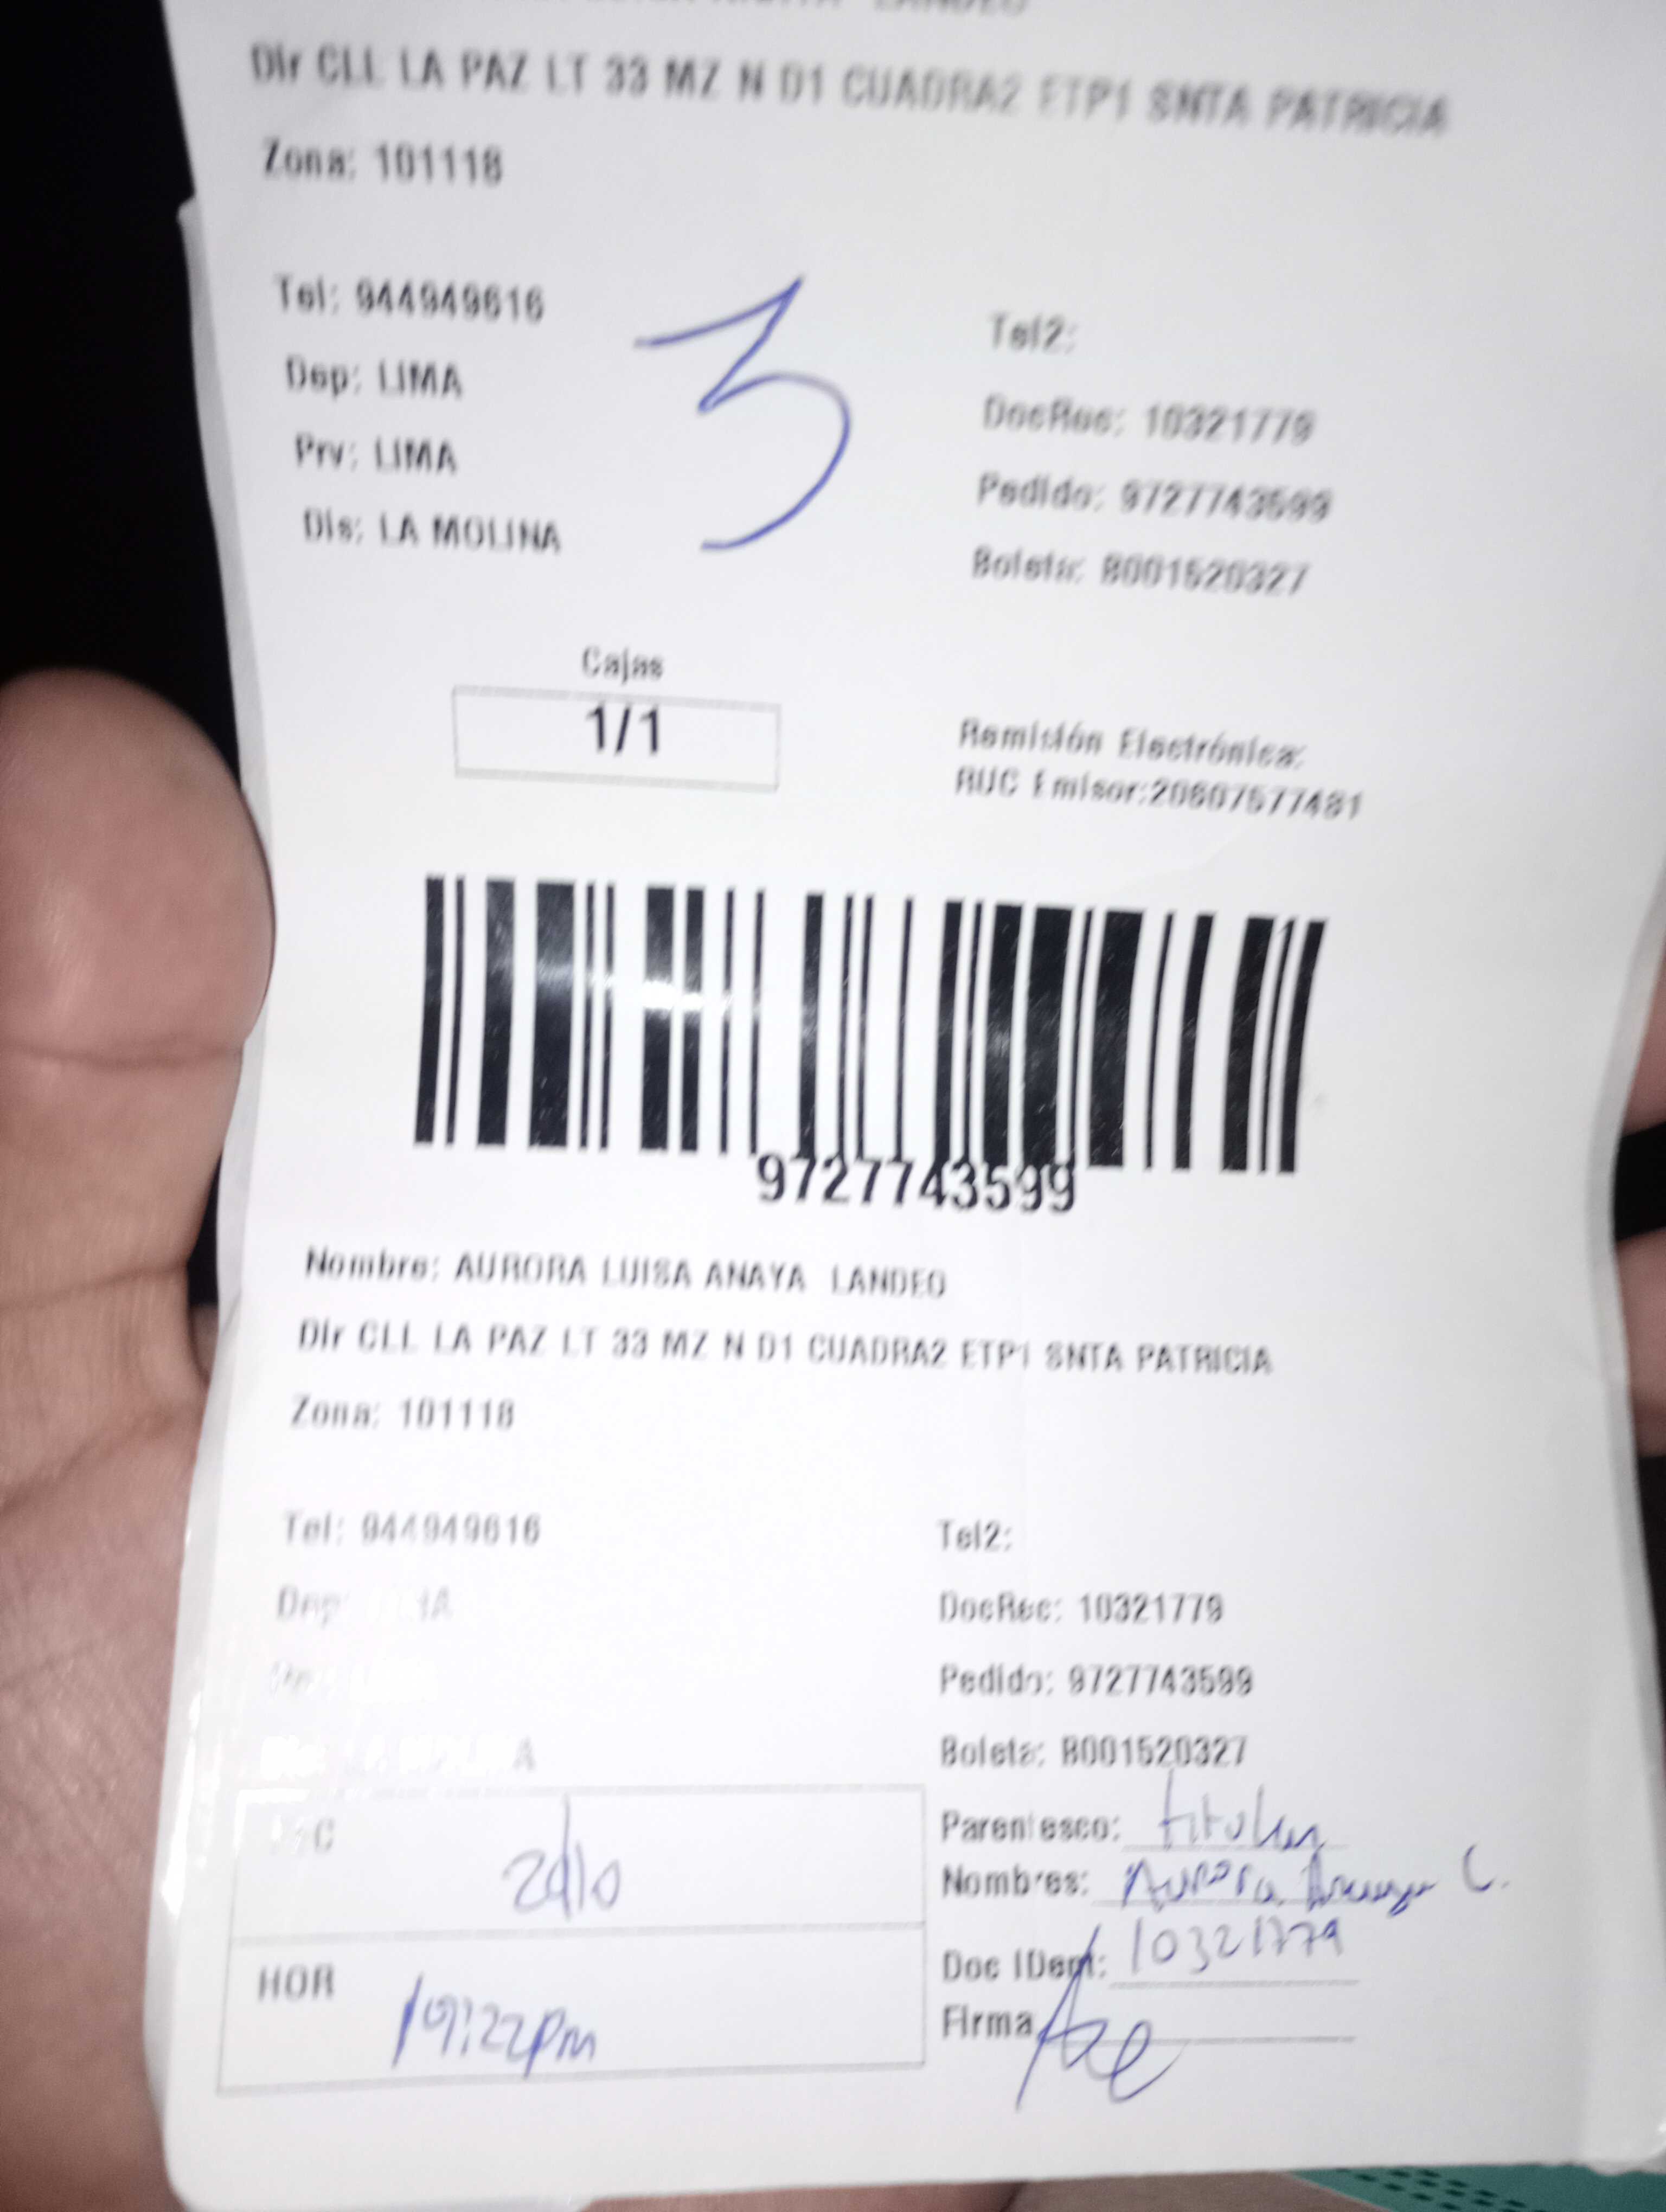 LANDEO
Dir CLL LA PAZ LT 33 MZ N D1 CUADRA2 ETP1 SNTA PATRICIA
Zona: 101118
3
Tel: 944949616
Tel2:
Dep: LIMA
DocRec: 10321779
Prv: LIMA
Pedido: 9727743599
Dis: LA MOLINA
Boleta: B001520327
Cajas
1/1
Remisión Electrónica:
RUC Emisor:20607577481
9727743599
Nombre: AURORA LUISA ANAYA LANDEO
Dir CLL LA PAZ LT 33 MZ N D1 CUADRA2 ETP1 SNTA PATRICIA
Zona: 101118
Tel: 944949616
Tel2:
DocRec: 10321779
Pedido: 9727743599
Boleta: B001520327
Parentesco: titular
Nombres: Aurora
Doc IDent: 10321779
HOR 19:22pm
Firma